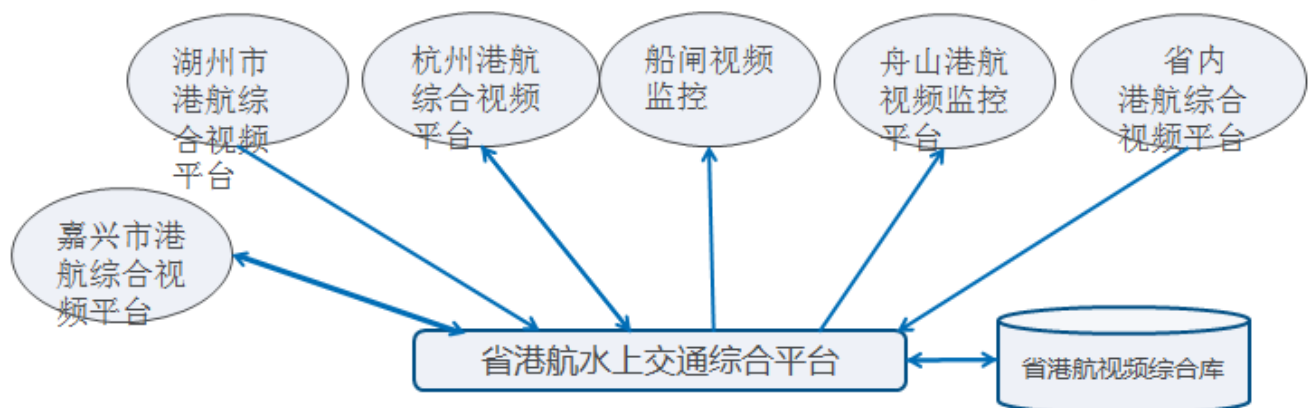 湖州市
港航综
合视频
平台
杭州港航
综合视频
平台
船闸视频
监控
舟山港航
视频监控
平台
省内
港航综合
视频平台
嘉兴市港
航综合视
频平台
省港航水上交通综合平台
省港航视频综合库